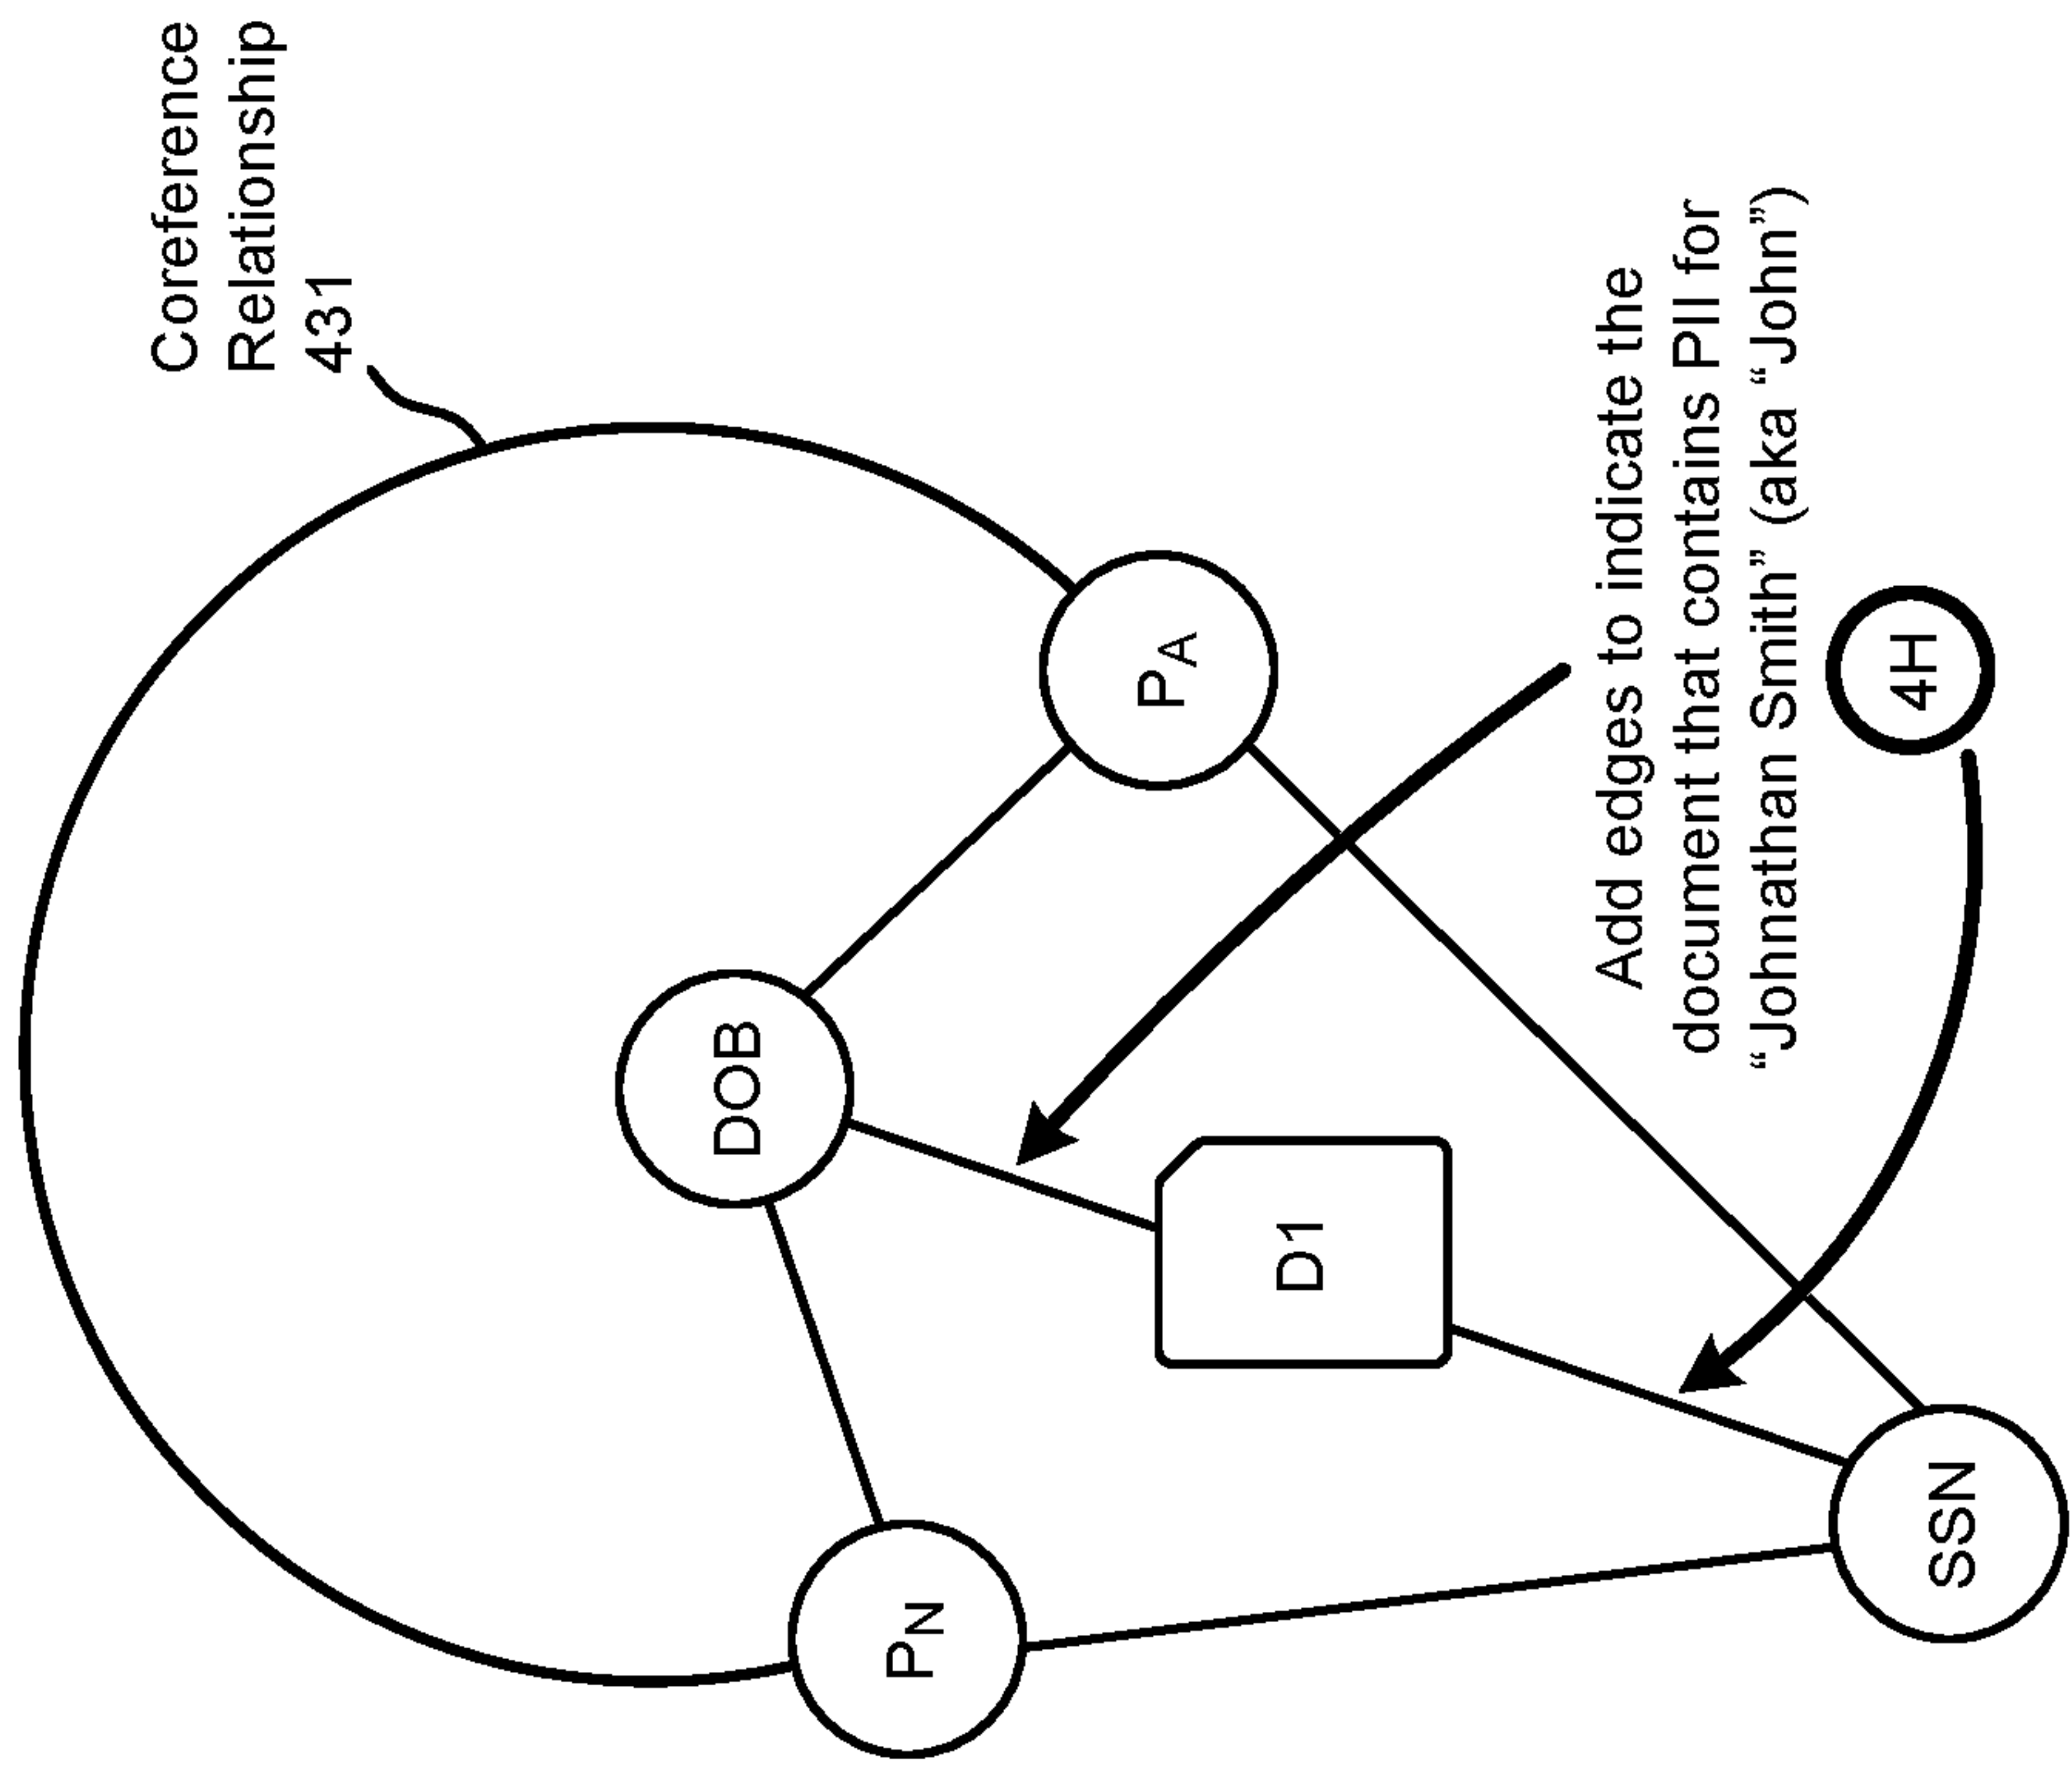 Coreference
Relationship
431
DOB
PN
PA
D1
Add edges to indicate the
document that contains PII for
“Johnathan Smith” (aka “John”)
4H
SSN